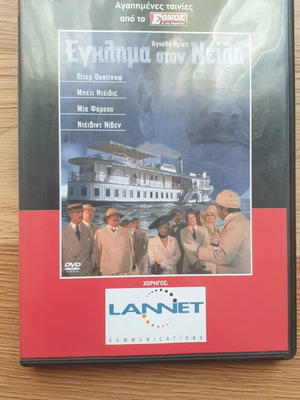 Αγαπημένες ταινίες
από το ΕΘΝΟΣ
Αγκάθα Κρίστι
Έγκλημα στον Νείλο
Πίτερ Ουστίνοφ
Μπέτι Ντέιβις
Μία Φάροου
Ντέιβιντ Νίβεν
DVD
ΧΟΡΗΓΟΣ:
LANNET
COMMUNICATIONS